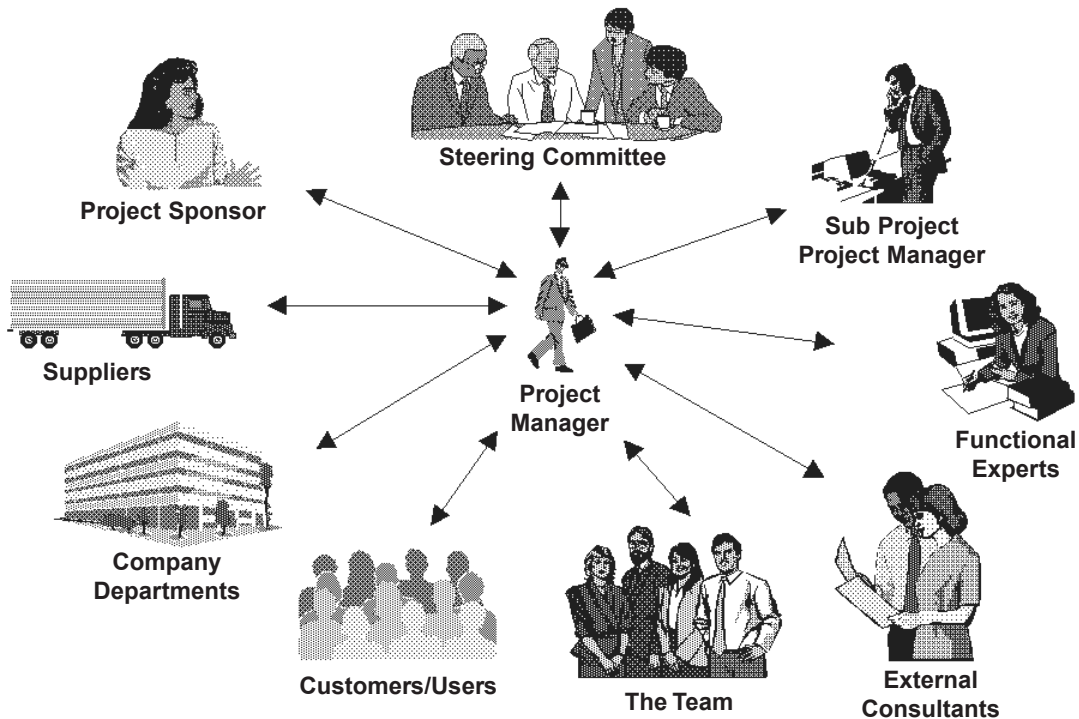 Steering Committee
Project Sponsor
Sub Project
Project Manager
Suppliers
Project
Manager
Functional
Experts
Company
Departments
Customers/Users
The Team
External
Consultants